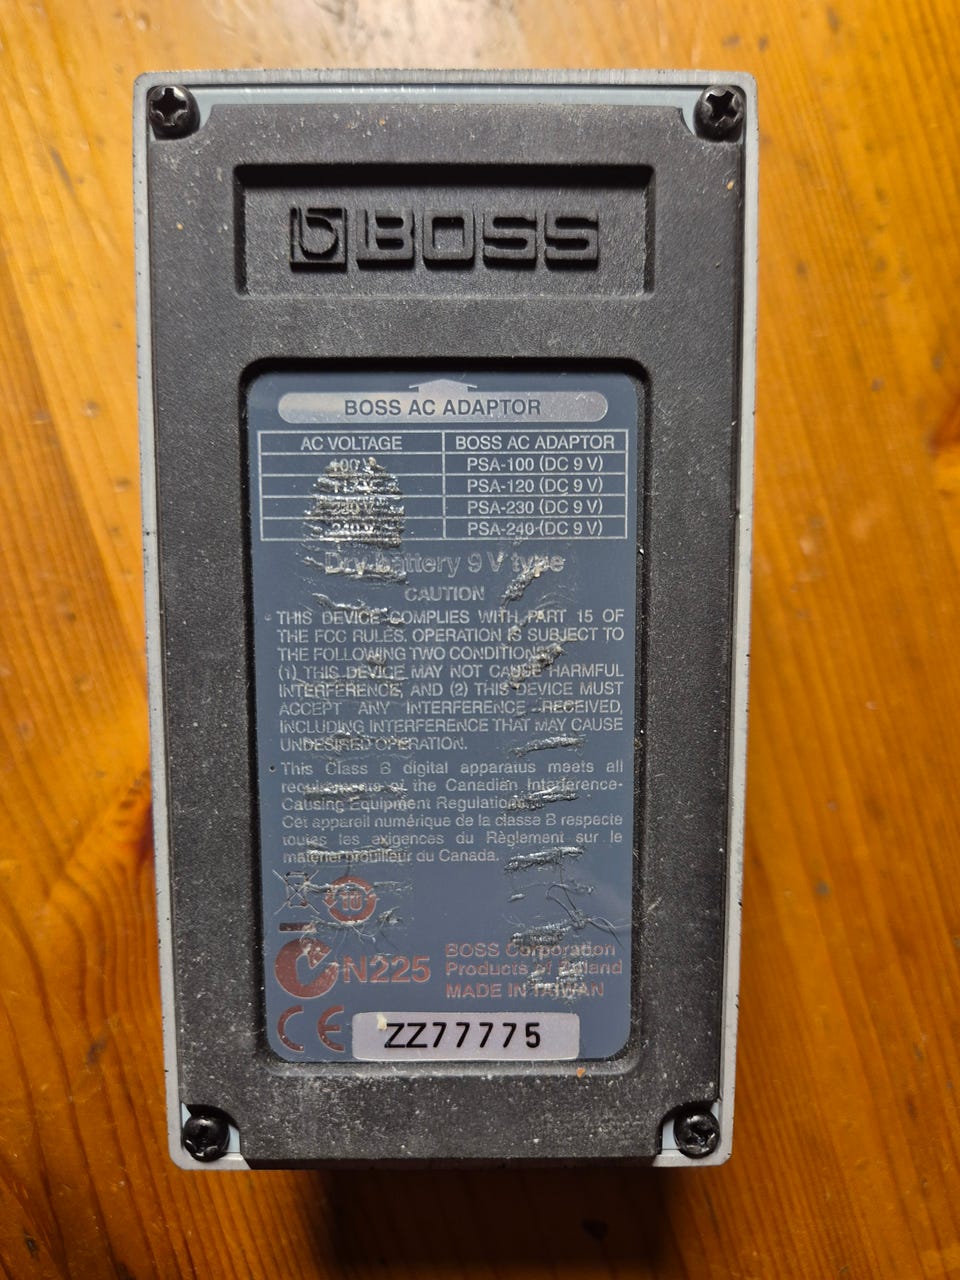 BOSS
BOSS AC ADAPTOR
AC VOLTAGE BOSS AC ADAPTOR
100 V PSA-100 (DC 9 V)
PSA-120 (DC 9 V)
230 V PSA-230 (DC 9 V)
240 V PSA-240 (DC 9 V)
Dry battery 9 V type
CAUTION
THIS DEVICE COMPLIES WITH PART 15 OF
THE FCC RULES. OPERATION IS SUBJECT TO
THE FOLLOWING TWO CONDITIONS:
(1) THIS DEVICE MAY NOT CAUSE HARMFUL
INTERFERENCE, AND (2) THIS DEVICE MUST
ACCEPT ANY INTERFERENCE RECEIVED,
INCLUDING INTERFERENCE THAT MAY CAUSE
UNDESIRED OPERATION.
This Class B digital apparatus meets all
requirements of the Canadian Interference-
Causing Equipment Regulations.
Cet appareil numérique de la classe B respecte
toutes les exigences du Règlement sur le
matériel brouilleur du Canada.
10
N225
BOSS Corporation
Products of Roland
MADE IN TAIWAN
CE
ZZ77775